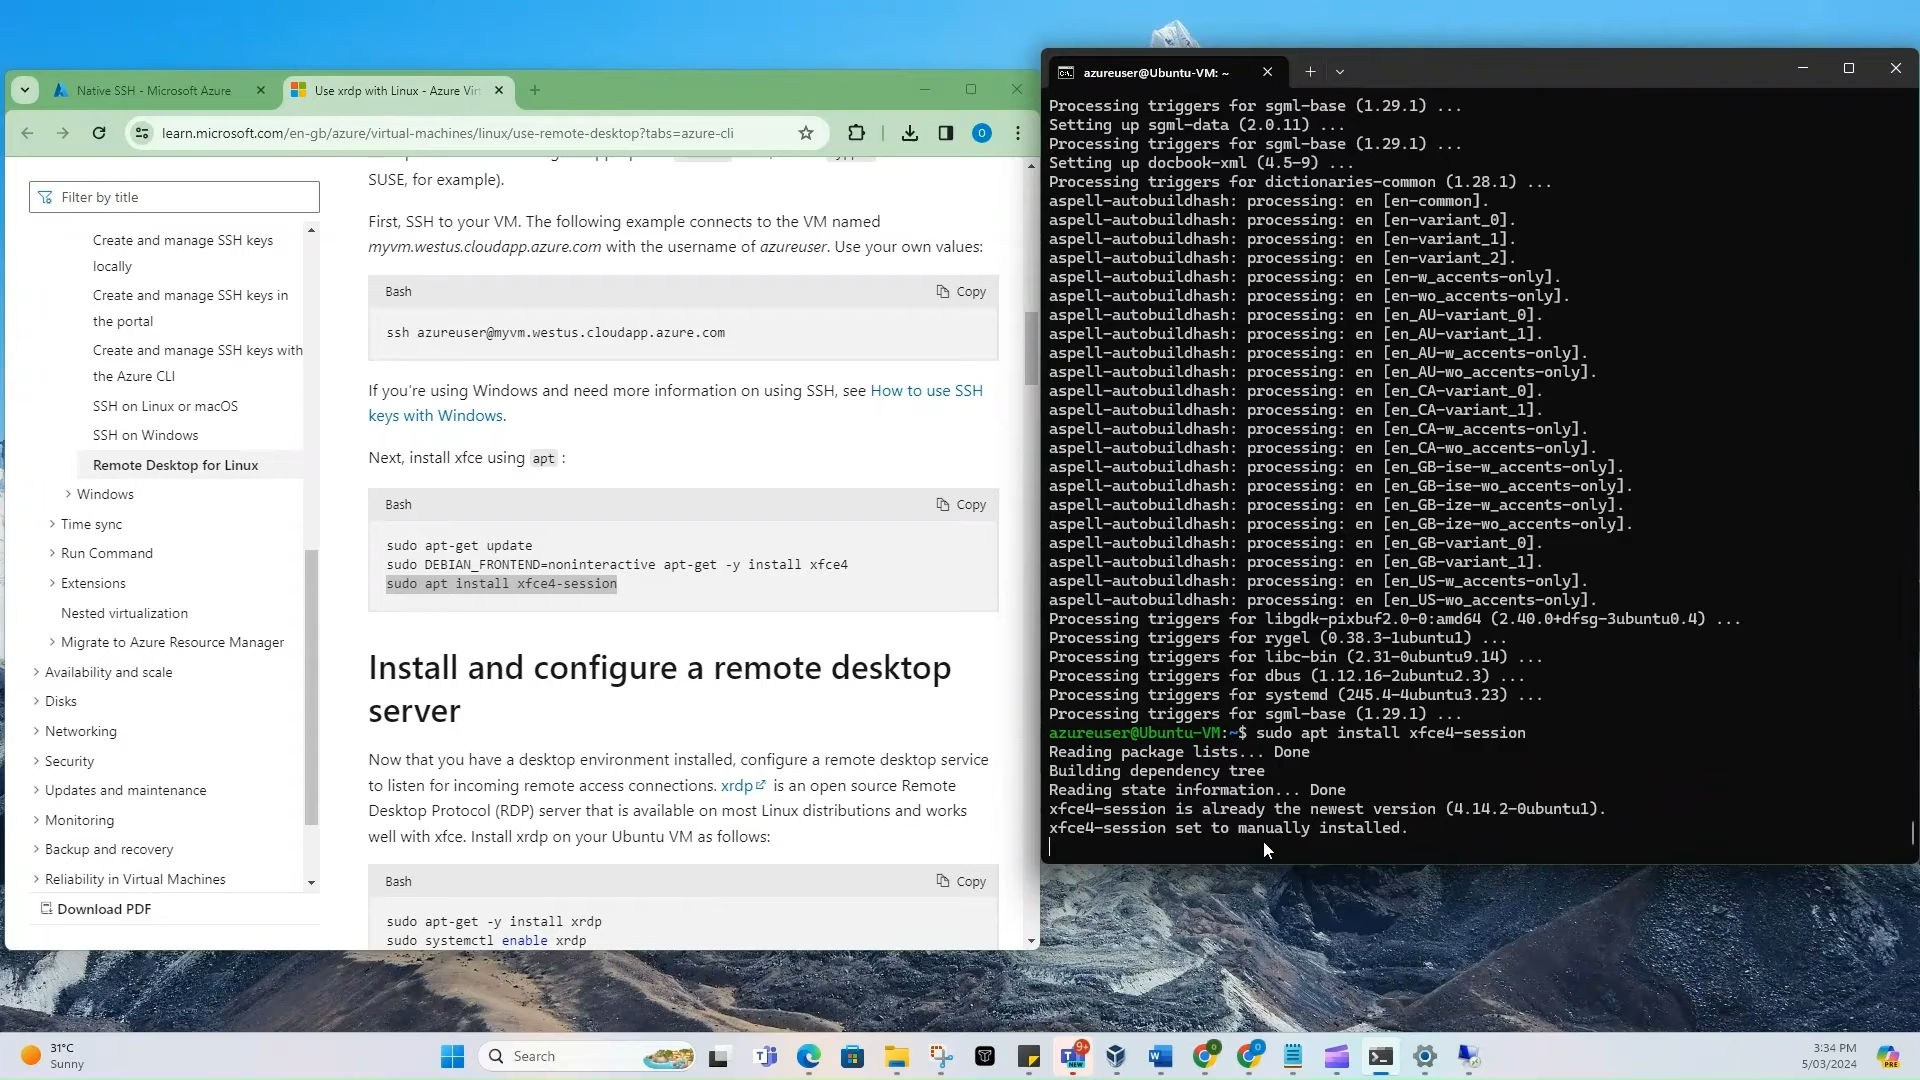 Native SSH - Microsoft Azure
Use xrdp with Linux - Azure Vir
learn.microsoft.com/en-gb/azure/virtual-machines/linux/use-remote-desktop?tabs=azure-cli
O
Filter by title
Create and manage SSH keys
locally
Create and manage SSH keys in
the portal
Create and manage SSH keys with
the Azure CLI
SSH on Linux or macOS
SSH on Windows
Remote Desktop for Linux
Windows
Time sync
Run Command
Extensions
Nested virtualization
Migrate to Azure Resource Manager
Availability and scale
Disks
Networking
Security
Updates and maintenance
Monitoring
Backup and recovery
Reliability in Virtual Machines
Download PDF
SUSE, for example).
First, SSH to your VM. The following example connects to the VM named
myvm.westus.cloudapp.azure.com with the username of azureuser. Use your own values:
Bash
Copy
ssh azureuser@myvm.westus.cloudapp.azure.com
If you're using Windows and need more information on using SSH, see How to use SSH
keys with Windows.
Next, install xfce using apt :
Bash
Copy
sudo apt-get update
sudo DEBIAN_FRONTEND=noninteractive apt-get -y install xfce4
sudo apt install xfce4-session
Install and configure a remote desktop
server
Now that you have a desktop environment installed, configure a remote desktop service
to listen for incoming remote access connections. xrdp is an open source Remote
Desktop Protocol (RDP) server that is available on most Linux distributions and works
well with xfce. Install xrdp on your Ubuntu VM as follows:
Bash
Copy
sudo apt-get -y install xrdp
sudo systemctl enable xrdp
azureuser@Ubuntu-VM: ~
Processing triggers for sgml-base (1.29.1) ...
Setting up sgml-data (2.0.11) ...
Processing triggers for sgml-base (1.29.1) ...
Setting up docbook-xml (4.5-9) ...
Processing triggers for dictionaries-common (1.28.1) ...
aspell-autobuildhash: processing: en [en-common].
aspell-autobuildhash: processing: en [en-variant_0].
aspell-autobuildhash: processing: en [en-variant_1].
aspell-autobuildhash: processing: en [en-variant_2].
aspell-autobuildhash: processing: en [en-w_accents-only].
aspell-autobuildhash: processing: en [en-wo_accents-only].
aspell-autobuildhash: processing: en [en_AU-variant_0].
aspell-autobuildhash: processing: en [en_AU-variant_1].
aspell-autobuildhash: processing: en [en_AU-w_accents-only].
aspell-autobuildhash: processing: en [en_AU-wo_accents-only].
aspell-autobuildhash: processing: en [en_CA-variant_0].
aspell-autobuildhash: processing: en [en_CA-variant_1].
aspell-autobuildhash: processing: en [en_CA-w_accents-only].
aspell-autobuildhash: processing: en [en_CA-wo_accents-only].
aspell-autobuildhash: processing: en [en_GB-ise-w_accents-only].
aspell-autobuildhash: processing: en [en_GB-ise-wo_accents-only].
aspell-autobuildhash: processing: en [en_GB-ize-w_accents-only].
aspell-autobuildhash: processing: en [en_GB-ize-wo_accents-only].
aspell-autobuildhash: processing: en [en_GB-variant_0].
aspell-autobuildhash: processing: en [en_GB-variant_1].
aspell-autobuildhash: processing: en [en_US-w_accents-only].
aspell-autobuildhash: processing: en [en_US-wo_accents-only].
Processing triggers for libgdk-pixbuf2.0-0:amd64 (2.40.0+dfsg-3ubuntu0.4) ...
Processing triggers for rygel (0.38.3-1ubuntu1) ...
Processing triggers for libc-bin (2.31-0ubuntu9.14) ...
Processing triggers for dbus (1.12.16-2ubuntu2.3) ...
Processing triggers for systemd (245.4-4ubuntu3.23) ...
Processing triggers for sgml-base (1.29.1) ...
azureuser@Ubuntu-VM:~$ sudo apt install xfce4-session
Reading package lists... Done
Building dependency tree
Reading state information... Done
xfce4-session is already the newest version (4.14.2-0ubuntu1).
xfce4-session set to manually installed.
31°C
Sunny
Search
9+
NEW
3:34 PM
5/03/2024
PRE